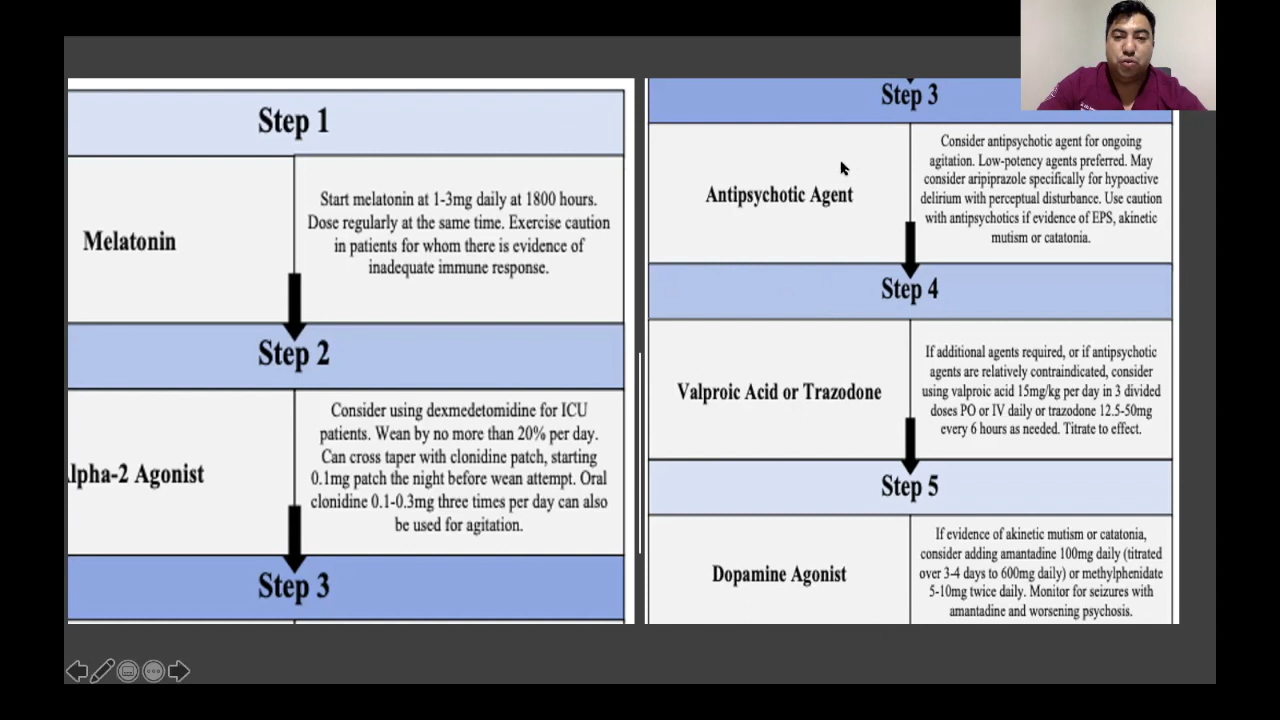 Step 1
Melatonin
Start melatonin at 1-3mg daily at 1800 hours.
Dose regularly at the same time. Exercise caution
in patients for whom there is evidence of
inadequate immune response.
Step 2
lpha-2 Agonist
Consider using dexmedetomidine for ICU
patients. Wean by no more than 20% per day.
Can cross taper with clonidine patch, starting
0.1mg patch the night before wean attempt. Oral
clonidine 0.1-0.3mg three times per day can also
be used for agitation.
Step 3
Step 3
Antipsychotic Agent
Consider antipsychotic agent for ongoing
agitation. Low-potency agents preferred. May
consider aripiprazole specifically for hypoactive
delirium with perceptual disturbance. Use caution
with antipsychotics if evidence of EPS, akinetic
mutism or catatonia.
Step 4
Valproic Acid or Trazodone
If additional agents required, or if antipsychotic
agents are relatively contraindicated, consider
using valproic acid 15mg/kg per day in 3 divided
doses PO or IV daily or trazodone 12.5-50mg
every 6 hours as needed. Titrate to effect.
Step 5
Dopamine Agonist
If evidence of akinetic mutism or catatonia,
consider adding amantadine 100mg daily (titrated
over 3-4 days to 600mg daily) or methylphenidate
5-10mg twice daily. Monitor for seizures with
amantadine and worsening psychosis.